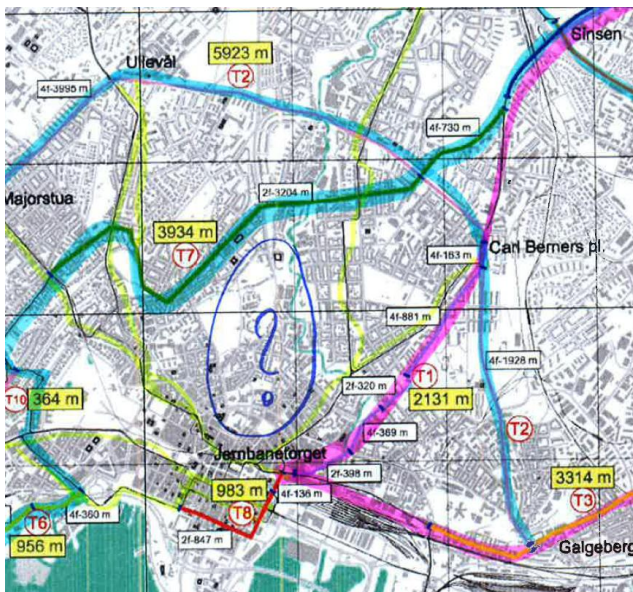 Sinsen
5923 m
T2
Ullevål
4f-3995 m
4f-730 m
2f-3204 m
Majorstua
3934 m
T7
Carl Berners pl.
4f-163 m
4f-881 m
4f-1928 m
2f-320 m
T1
2131 m
T10
364 m
4f-369 m
T2
?
Jernbanetorget
2f-398 m
3314 m
T3
983 m
4f-136 m
T8
4f-360 m
T6
956 m
2f-847 m
Galgeberg